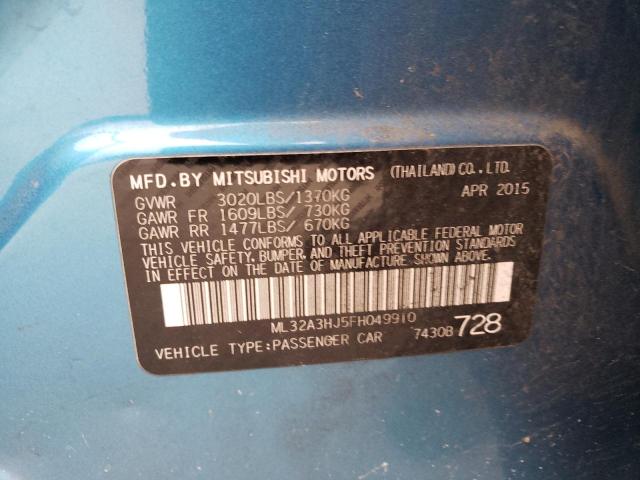 MFD.BY MITSUBISHI MOTORS (THAILAND) CO., LTD.
GVWR 3020LBS/1370KG APR 2015
GAWR FR 1609LBS/ 730KG
GAWR RR 1477LBS/ 670KG
THIS VEHICLE CONFORMS TO ALL APPLICABLE FEDERAL MOTOR
VEHICLE SAFETY, BUMPER, AND THEFT PREVENTION STANDARDS
IN EFFECT ON THE DATE OF MANUFACTURE SHOWN ABOVE.
ML32A3HJ5FH049910
VEHICLE TYPE:PASSENGER CAR 7430B 728